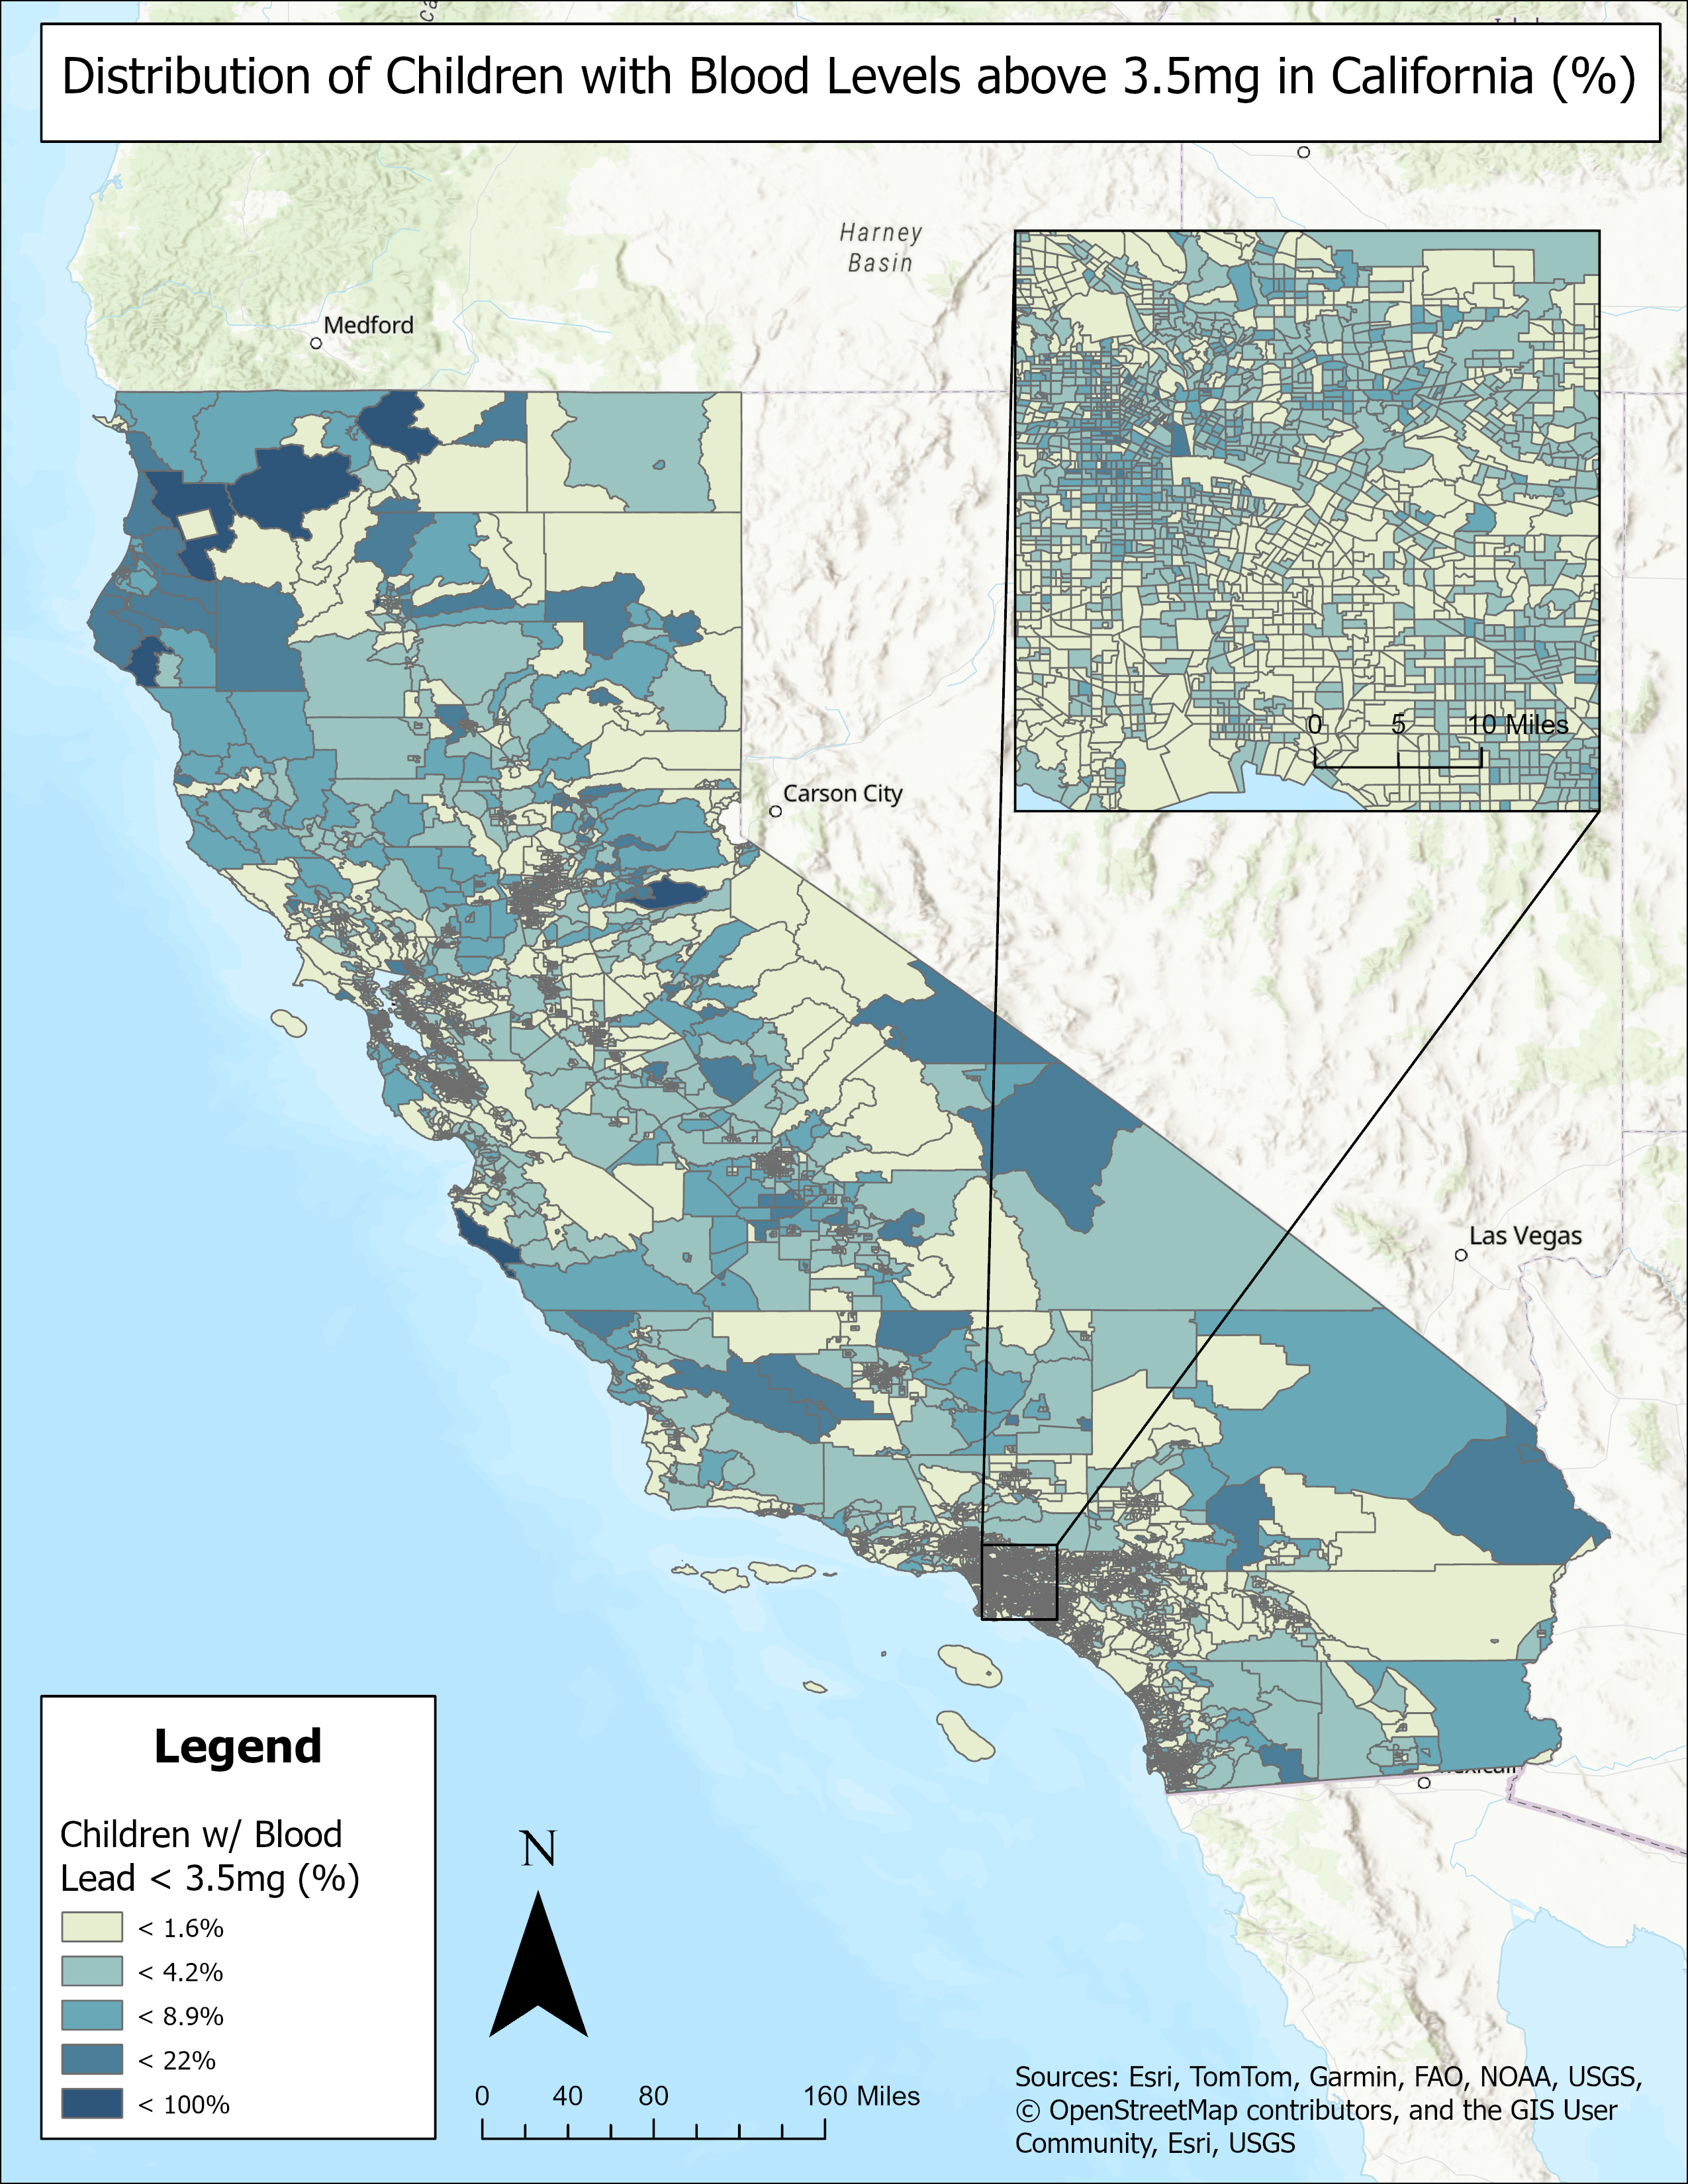 Distribution of Children with Blood Levels above 3.5mg in California (%)
Harney
Basin
Medford
Carson City
Las Vegas
0 5 10 Miles
Legend
Children w/ Blood
Lead < 3.5mg (%)
< 1.6%
< 4.2%
< 8.9%
< 22%
< 100%
N
0 40 80 160 Miles
Sources: Esri, TomTom, Garmin, FAO, NOAA, USGS,
© OpenStreetMap contributors, and the GIS User
Community, Esri, USGS